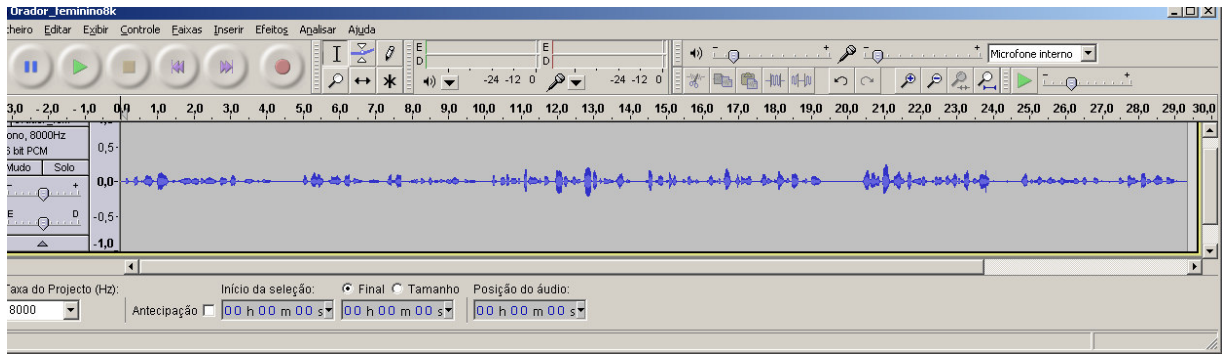 Orador_feminino8k
cheiro Editar Exibir Controle Faixas Inserir Efeitos Analisar Ajuda
E
D
-24 -12 0
E
D
-24 -12 0
Microfone interno
3,0 -2,0 -1,0 0,0 1,0 2,0 3,0 4,0 5,0 6,0 7,0 8,0 9,0 10,0 11,0 12,0 13,0 14,0 15,0 16,0 17,0 18,0 19,0 20,0 21,0 22,0 23,0 24,0 25,0 26,0 27,0 28,0 29,0 30,0
ono, 8000Hz
6 bit PCM
Mudo Solo
- +
E D
0,5-
0,0-
-0,5-
-1,0
Taxa do Projecto (Hz):
8000
Antecipação
Início da seleção:
00 h 00 m 00 s
Final Tamanho
00 h 00 m 00 s
Posição do áudio:
00 h 00 m 00 s